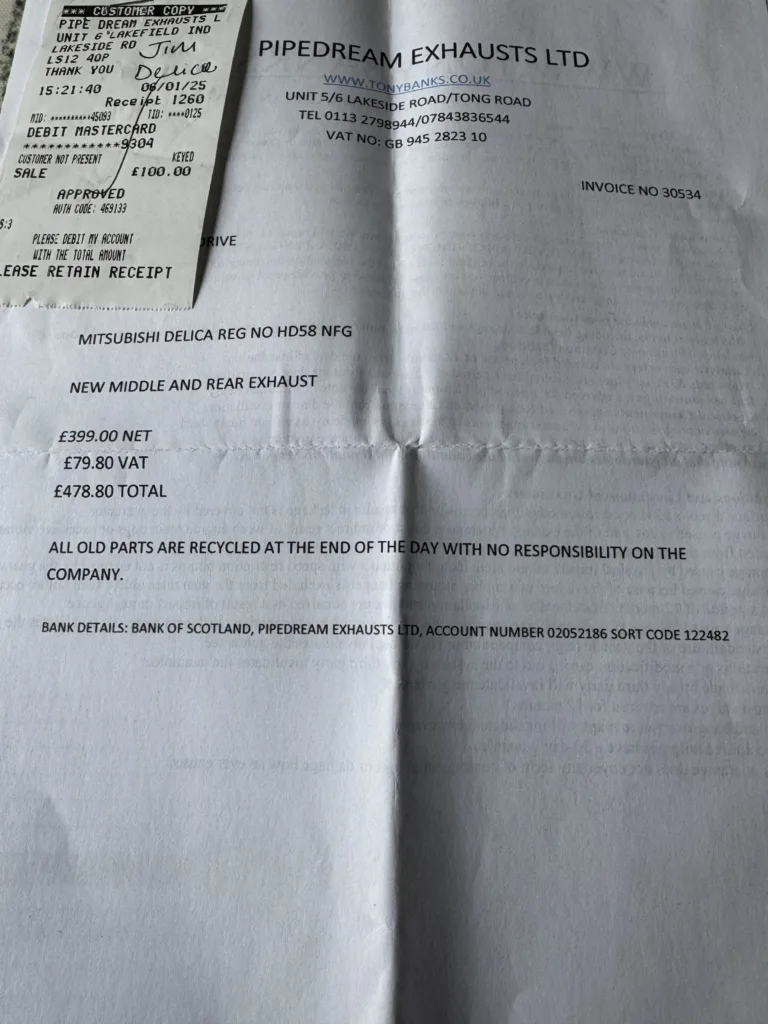 *** CUSTOMER COPY ***
PIPE DREAM EXHAUSTS L
UNIT 6 LAKEFIELD IND
LAKESIDE RD
LS12 4QP
THANK YOU
Jim
Delica
15:21:40 06/01/25
Receipt 1260
MID: **********45093 TID: ****0125
DEBIT MASTERCARD
************9304
CUSTOMER NOT PRESENT KEYED
SALE £100.00
APPROVED
AUTH CODE: 469133
6:3
PLEASE DEBIT MY ACCOUNT
WITH THE TOTAL AMOUNT
LEASE RETAIN RECEIPT
PIPEDREAM EXHAUSTS LTD
WWW.TONYBANKS.CO.UK
UNIT 5/6 LAKESIDE ROAD/TONG ROAD
TEL 0113 2798944/07843836544
VAT NO: GB 945 2823 10
INVOICE NO 30534
DRIVE
MITSUBISHI DELICA REG NO HD58 NFG
NEW MIDDLE AND REAR EXHAUST
£399.00 NET
£79.80 VAT
£478.80 TOTAL
ALL OLD PARTS ARE RECYCLED AT THE END OF THE DAY WITH NO RESPONSIBILITY ON THE
COMPANY.
BANK DETAILS: BANK OF SCOTLAND, PIPEDREAM EXHAUSTS LTD, ACCOUNT NUMBER 02052186 SORT CODE 122482